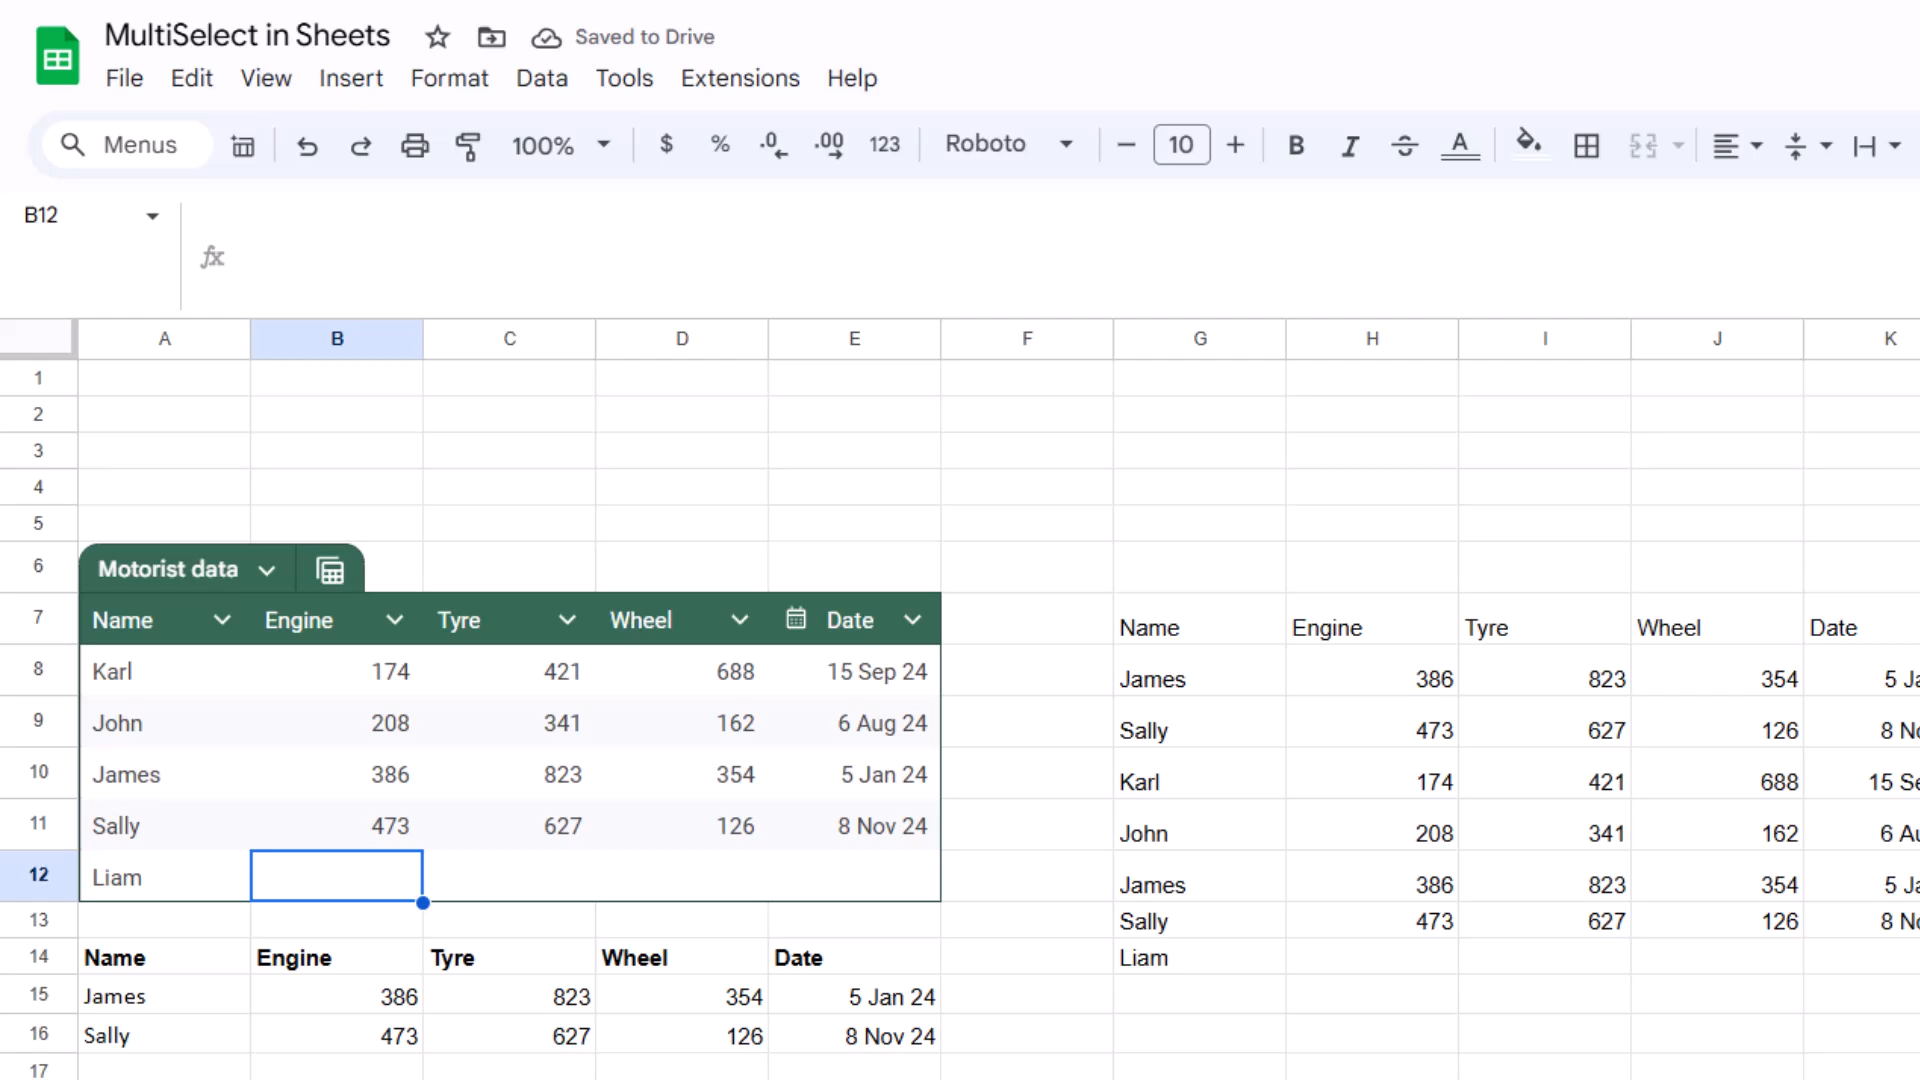 MultiSelect in Sheets Saved to Drive
File Edit View Insert Format Data Tools Extensions Help
Menus 100% $ % .0 .00 123 Roboto 10 B I S A
B12
fx
A B C D E F G H I J K
1
2
3
4
5
6 Motorist data
7 Name Engine Tyre Wheel Date Name Engine Tyre Wheel Date
8 Karl 174 421 688 15 Sep 24 James 386 823 354 5 Ja
9 John 208 341 162 6 Aug 24 Sally 473 627 126 8 No
10 James 386 823 354 5 Jan 24 Karl 174 421 688 15 Se
11 Sally 473 627 126 8 Nov 24 John 208 341 162 6 Au
12 Liam James 386 823 354 5 Ja
13 Sally 473 627 126 8 No
14 Name Engine Tyre Wheel Date Liam
15 James 386 823 354 5 Jan 24
16 Sally 473 627 126 8 Nov 24
17